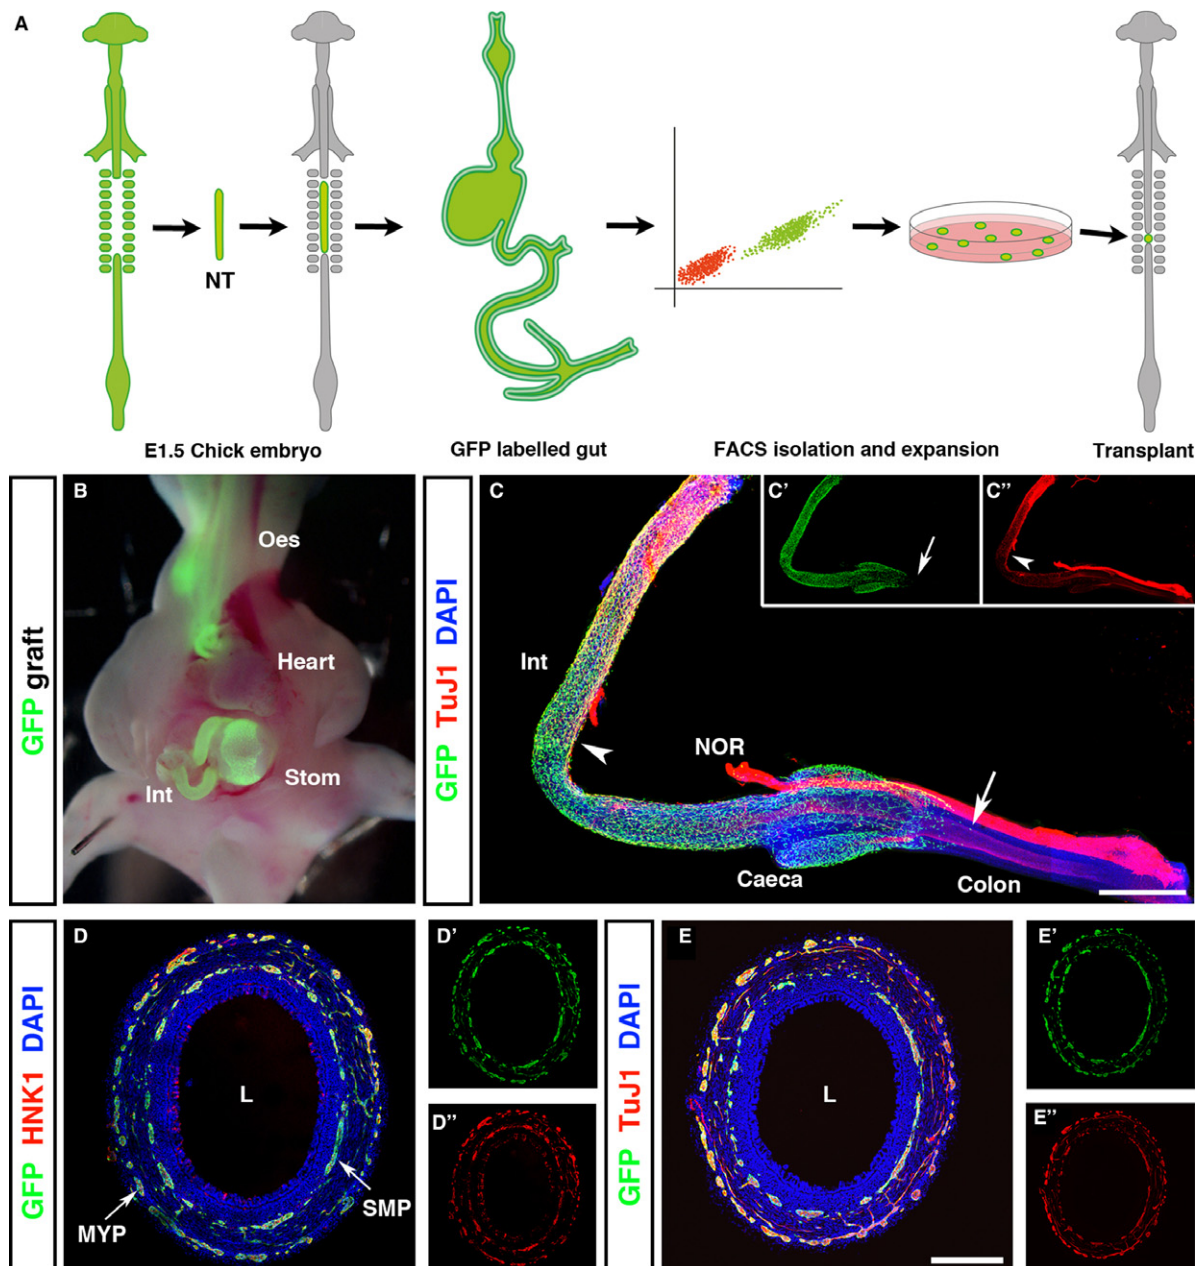 A
NT
E1.5 Chick embryo
GFP labelled gut
FACS isolation and expansion
Transplant
GFP graft
B
Oes
Heart
Int
Stom
GFP TuJ1 DAPI
C
C'
C''
Int
NOR
Caeca
Colon
GFP HNK1 DAPI
D
L
MYP
SMP
D'
D''
GFP TuJ1 DAPI
E
L
E'
E''